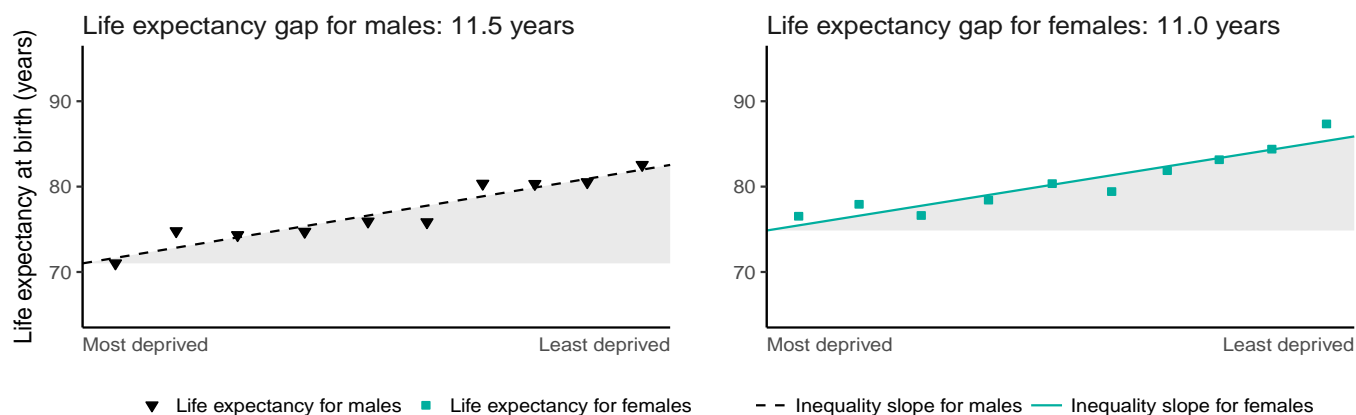 Life expectancy gap for males: 11.5 years
Life expectancy at birth (years)
90
80
70
Most deprived
Least deprived
Life expectancy gap for females: 11.0 years
90
80
70
Most deprived
Least deprived
Life expectancy for males
Life expectancy for females
Inequality slope for males
Inequality slope for females